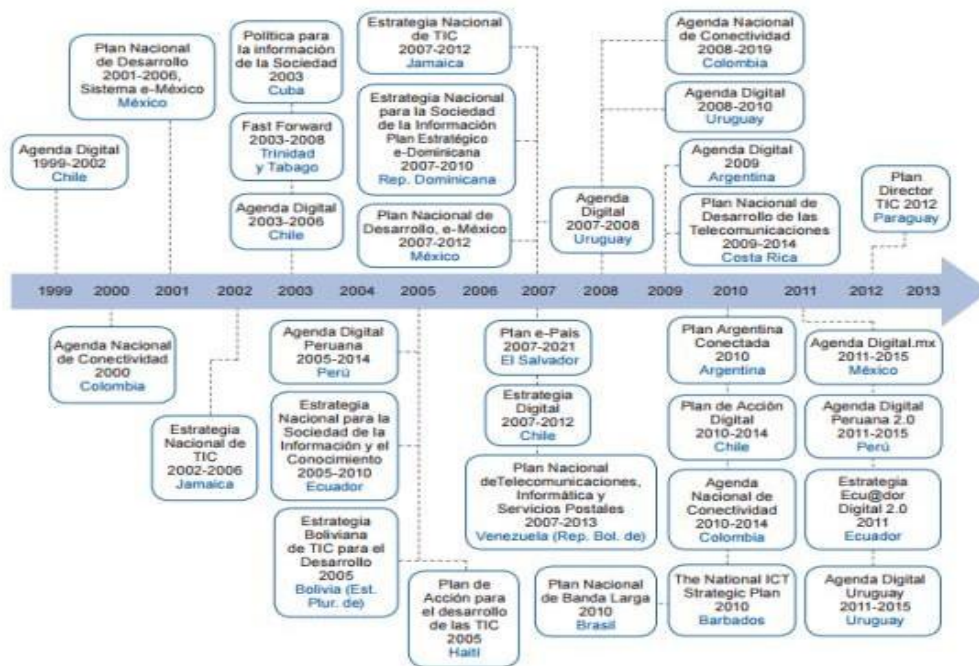 Plan Nacional
de Desarrollo
2001-2006,
Sistema e-México
México
Agenda Digital
1999-2002
Chile
Política para
la información
de la Sociedad
2003
Cuba
Fast Forward
2003-2008
Trinidad
y Tabago
Agenda Digital
2003-2006
Chile
Estrategia Nacional
de TIC
2007-2012
Jamaica
Estrategia Nacional
para la Sociedad
de la Información
Plan Estratégico
e-Dominicana
2007-2010
Rep. Dominicana
Plan Nacional de
Desarrollo, e-México
2007-2012
México
Agenda
Digital
2007-2008
Uruguay
Agenda Nacional
de Conectividad
2008-2019
Colombia
Agenda Digital
2008-2010
Uruguay
Agenda Digital
2009
Argentina
Plan Nacional de
Desarrollo de las
Telecomunicaciones
2009-2014
Costa Rica
Plan
Director
TIC 2012
Paraguay
1999 2000 2001 2002 2003 2004 2005 2006 2007 2008 2009 2010 2011 2012 2013
Agenda Nacional
de Conectividad
2000
Colombia
Estrategia
Nacional de
TIC
2002-2006
Jamaica
Agenda Digital
Peruana
2005-2014
Perú
Estrategia
Nacional para la
Sociedad de la
Información y el
Conocimiento
2005-2010
Ecuador
Estrategia
Boliviana
de TIC para el
Desarrollo
2005
Bolivia (Est.
Plur. de)
Plan de
Acción para
el desarrollo
de las TIC
2005
Haití
Plan e-País
2007-2021
El Salvador
Estrategia
Digital
2007-2012
Chile
Plan Nacional
deTelecomunicaciones,
Informática y
Servicios Postales
2007-2013
Venezuela (Rep. Bol. de)
Plan Nacional
de Banda Larga
2010
Brasil
Plan Argentina
Conectada
2010
Argentina
Plan de Acción
Digital
2010-2014
Chile
Agenda
Nacional de
Conectividad
2010-2014
Colombia
The National ICT
Strategic Plan
2010
Barbados
Agenda Digital.mx
2011-2015
México
Agenda Digital
Peruana 2.0
2011-2015
Perú
Estrategia
Ecu@dor
Digital 2.0
2011
Ecuador
Agenda Digital
Uruguay
2011-2015
Uruguay